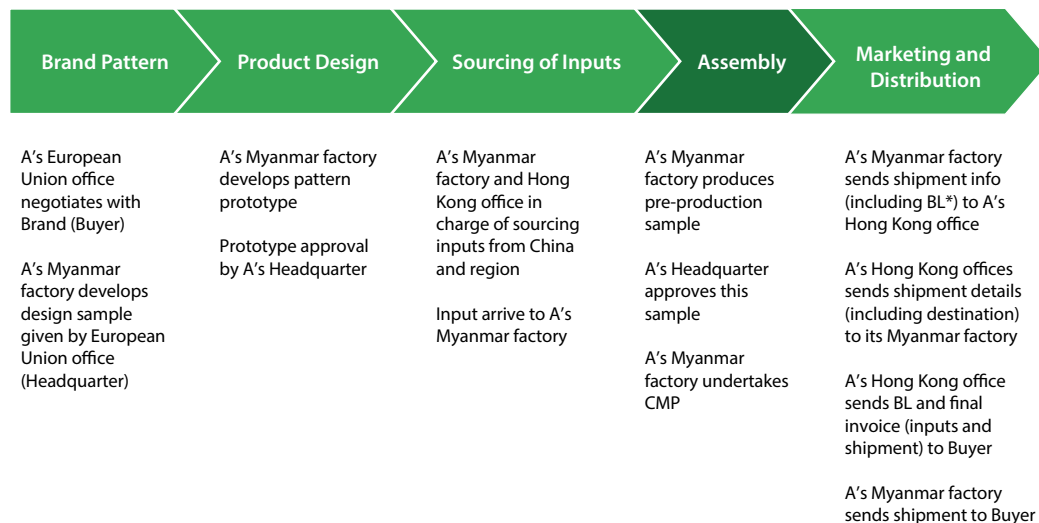 Brand Pattern
Product Design
Sourcing of Inputs
Assembly
Marketing and
Distribution
A's European
Union office
negotiates with
Brand (Buyer)
A's Myanmar
factory develops
design sample
given by European
Union office
(Headquarter)
A's Myanmar factory
develops pattern
prototype
Prototype approval
by A's Headquarter
A's Myanmar
factory and Hong
Kong office in
charge of sourcing
inputs from China
and region
Input arrive to A's
Myanmar factory
A's Myanmar
factory produces
pre-production
sample
A's Headquarter
approves this
sample
A's Myanmar
factory undertakes
CMP
A's Myanmar factory
sends shipment info
(including BL*) to A's
Hong Kong office
A's Hong Kong offices
sends shipment details
(including destination)
to its Myanmar factory
A's Hong Kong office
sends BL and final
invoice (inputs and
shipment) to Buyer
A's Myanmar factory
sends shipment to Buyer